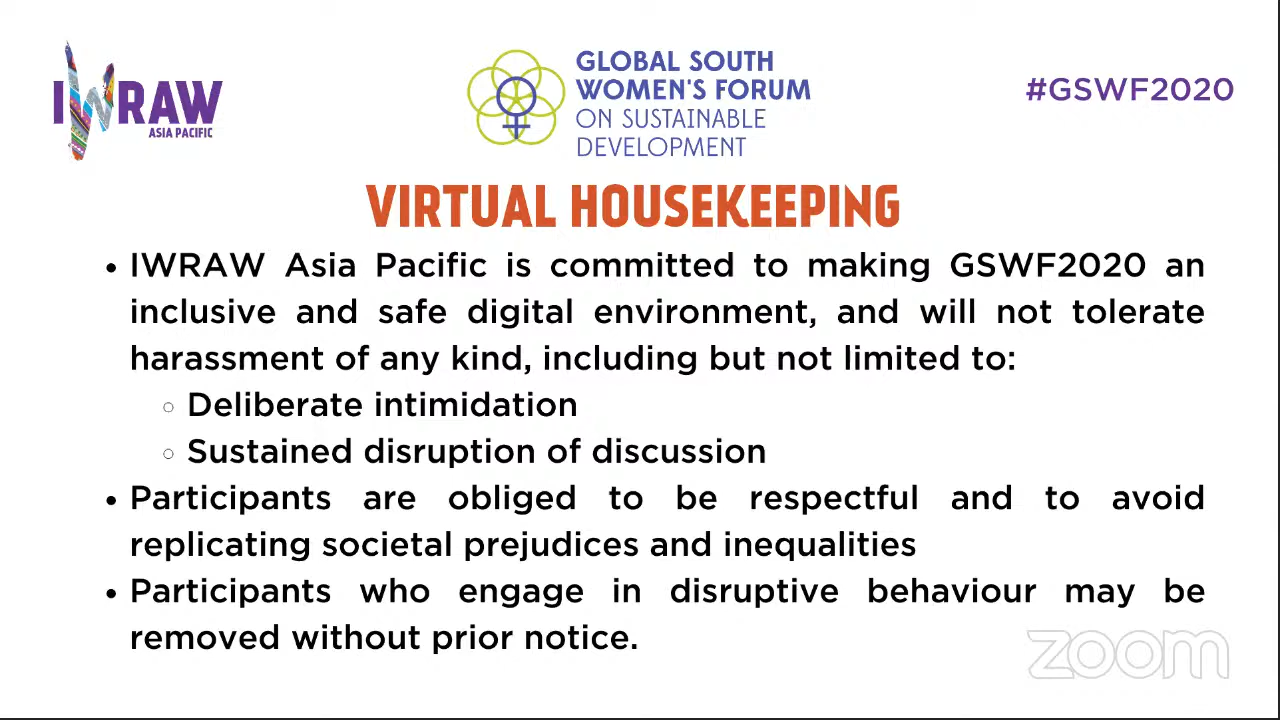 IWRAW
ASIA PACIFIC
GLOBAL SOUTH
WOMEN'S FORUM
ON SUSTAINABLE
DEVELOPMENT
#GSWF2020
VIRTUAL HOUSEKEEPING
• IWRAW Asia Pacific is committed to making GSWF2020 an
inclusive and safe digital environment, and will not tolerate
harassment of any kind, including but not limited to:
◦ Deliberate intimidation
◦ Sustained disruption of discussion
• Participants are obliged to be respectful and to avoid
replicating societal prejudices and inequalities
• Participants who engage in disruptive behaviour may be
removed without prior notice.
zoom